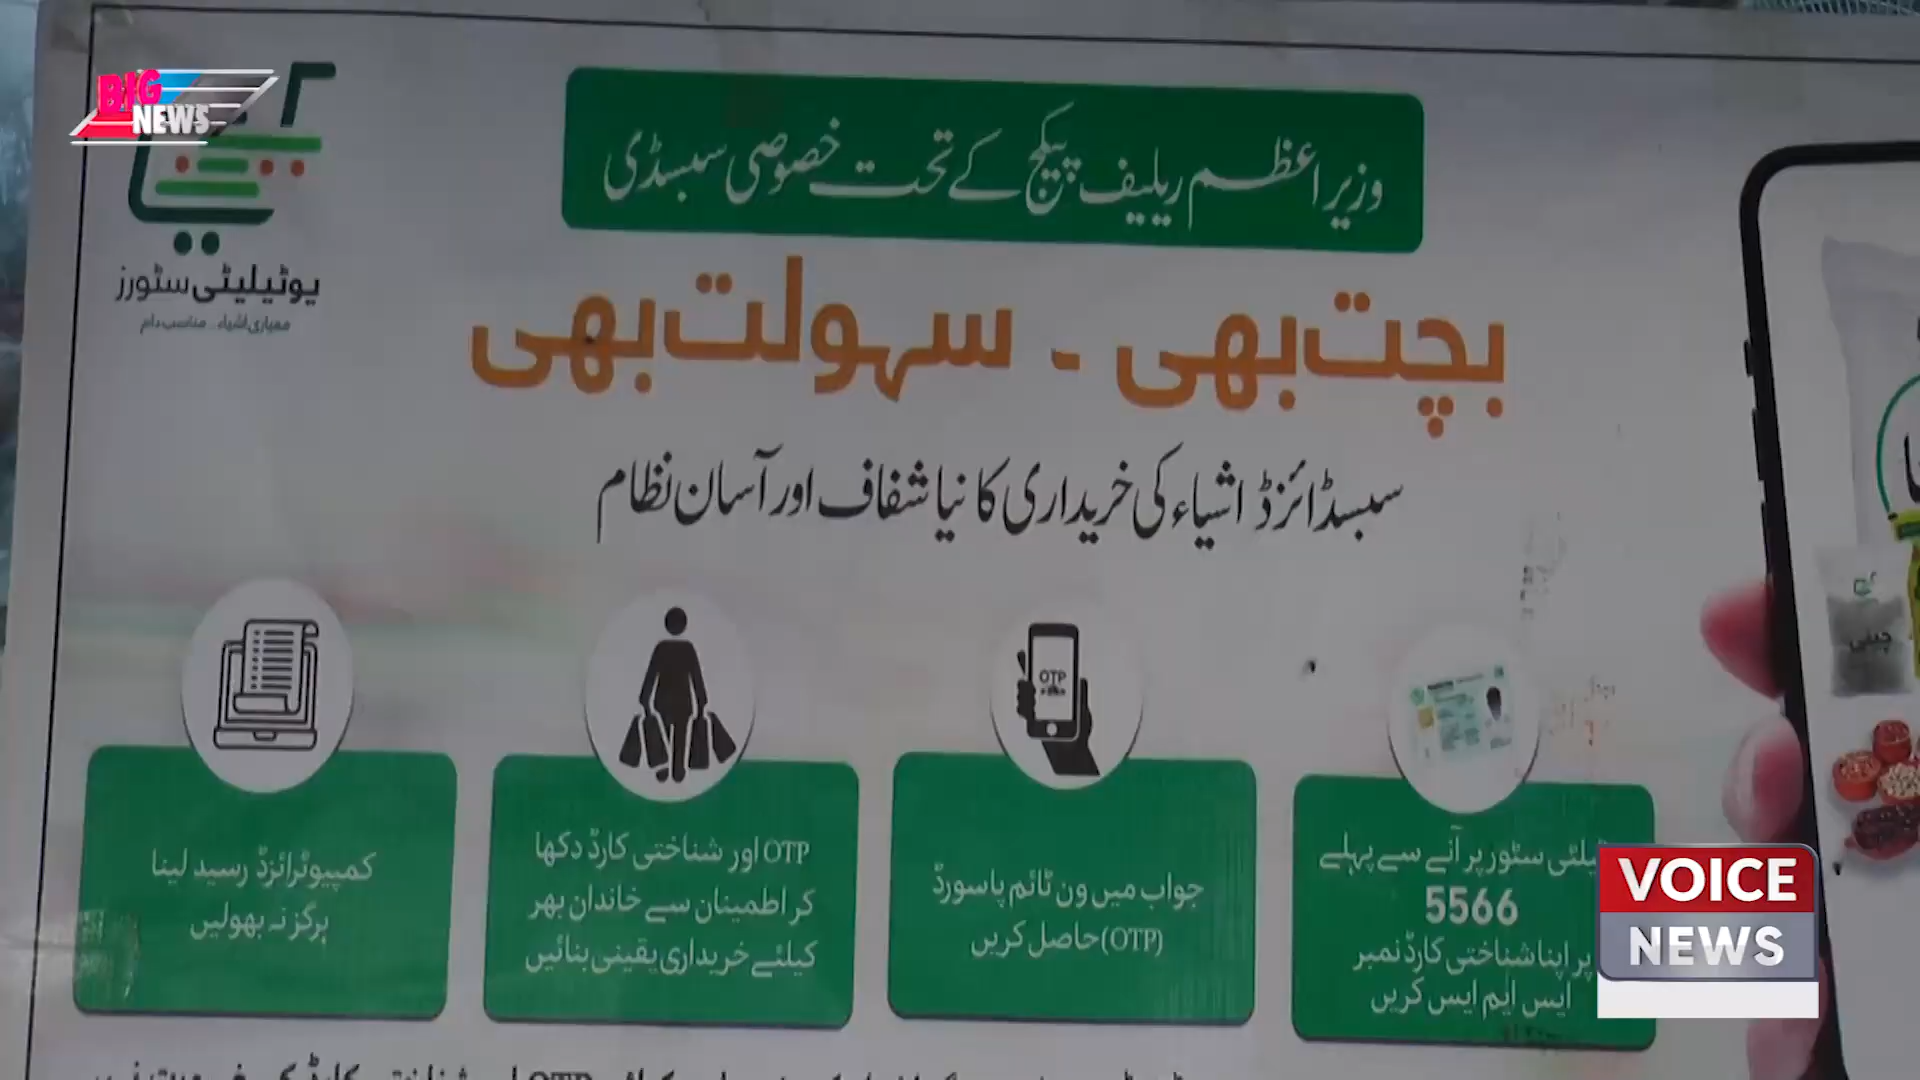 BIG
NEWS
وزیراعظم ریلیف پیکج کے تحت خصوصی سبسڈی
یوٹیلیٹی سٹورز
معیاری اشیاء۔۔مناسب دام
بچت بھی ۔ سہولت بھی
سبسڈائزڈ اشیاء کی خریداری کا نیا شفاف اور آسان نظام
سٹور پر آنے سے پہلے
5566
پر اپنا شناختی کارڈ نمبر
ایس ایم ایس کریں
OTP
جواب میں ون ٹائم پاسورڈ
(OTP) حاصل کریں
OTP اور شناختی کارڈ دکھا
کر اطمینان سے خاندان بھر
کیلئے خریداری یقینی بنائیں
کمپیوٹرائزڈ رسید لینا
ہرگز نہ بھولیں
چینی
VOICE
NEWS